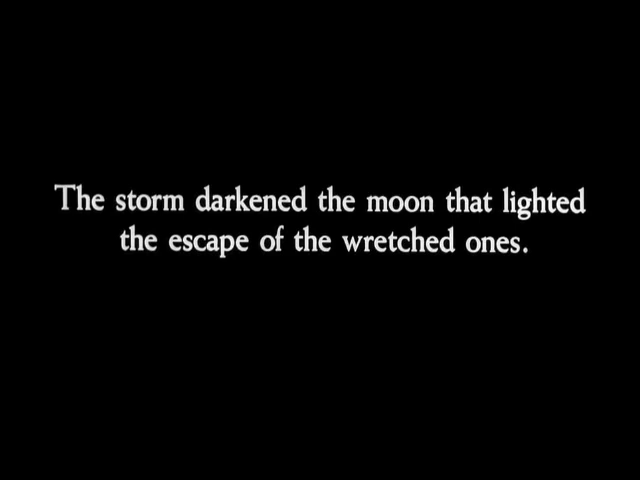 The storm darkened the moon that lighted
the escape of the wretched ones.